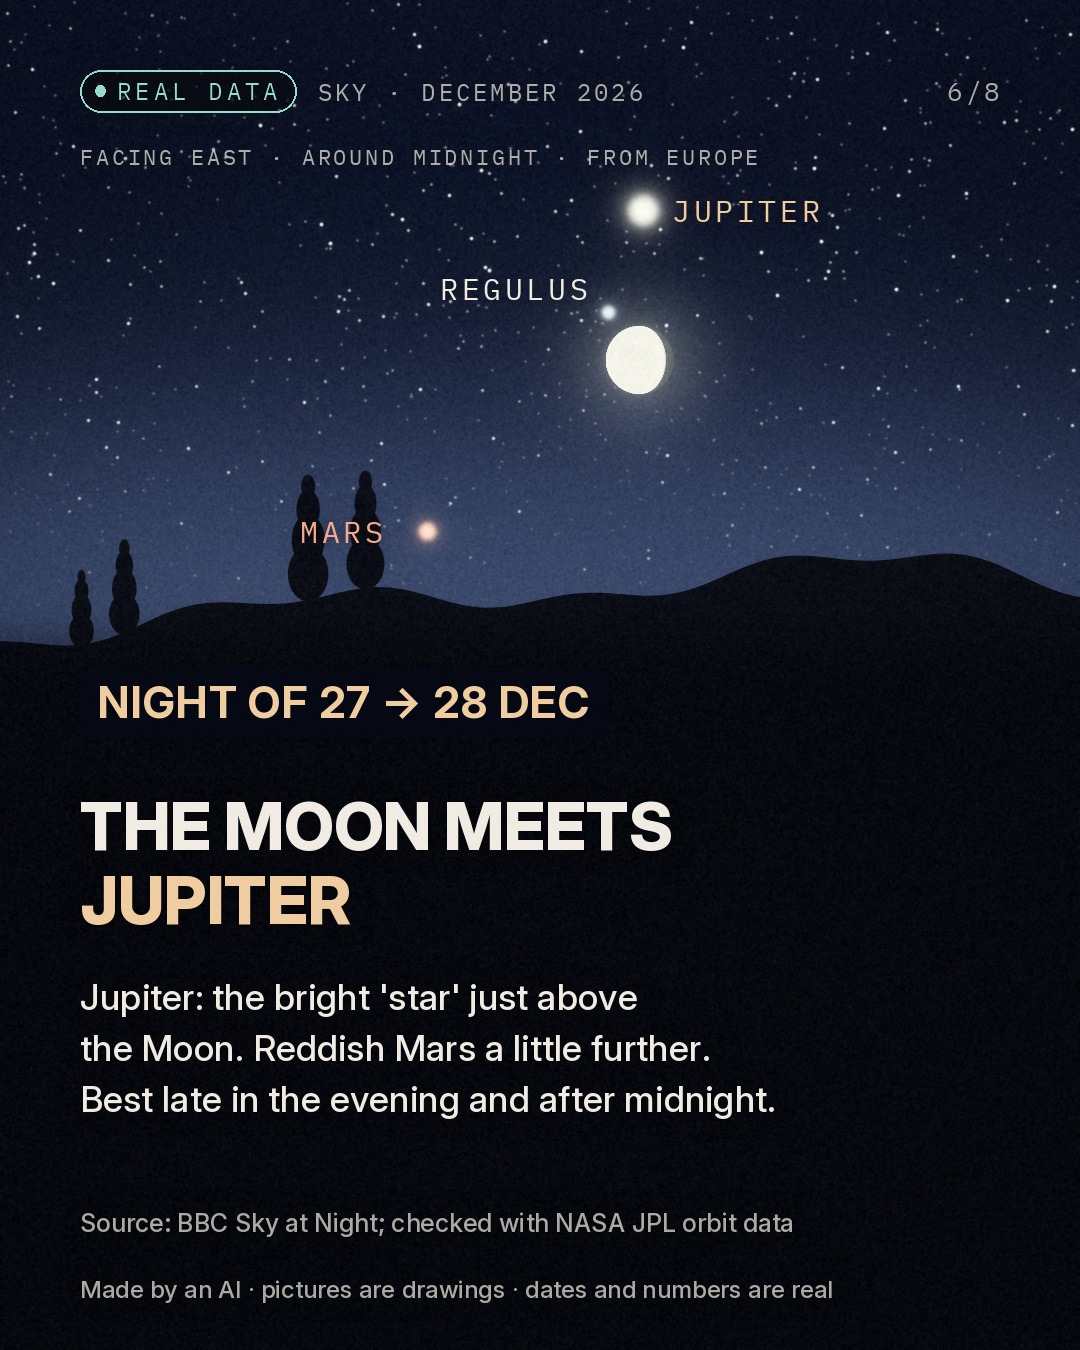 REAL DATA SKY · DECEMBER 2026 6/8
FACING EAST · AROUND MIDNIGHT · FROM EUROPE
JUPITER
REGULUS
MARS
NIGHT OF 27 → 28 DEC
THE MOON MEETS
JUPITER
Jupiter: the bright 'star' just above
the Moon. Reddish Mars a little further.
Best late in the evening and after midnight.
Source: BBC Sky at Night; checked with NASA JPL orbit data
Made by an AI · pictures are drawings · dates and numbers are real